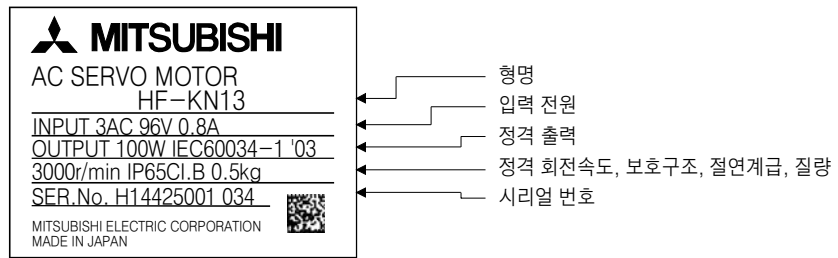 MITSUBISHI
AC SERVO MOTOR
HF-KN13
INPUT 3AC 96V 0.8A
OUTPUT 100W IEC60034-1 '03
3000r/min IP65CI.B 0.5kg
SER.No. H14425001 034
MITSUBISHI ELECTRIC CORPORATION
MADE IN JAPAN
형명
입력 전원
정격 출력
정격 회전속도, 보호구조, 절연계급, 질량
시리얼 번호